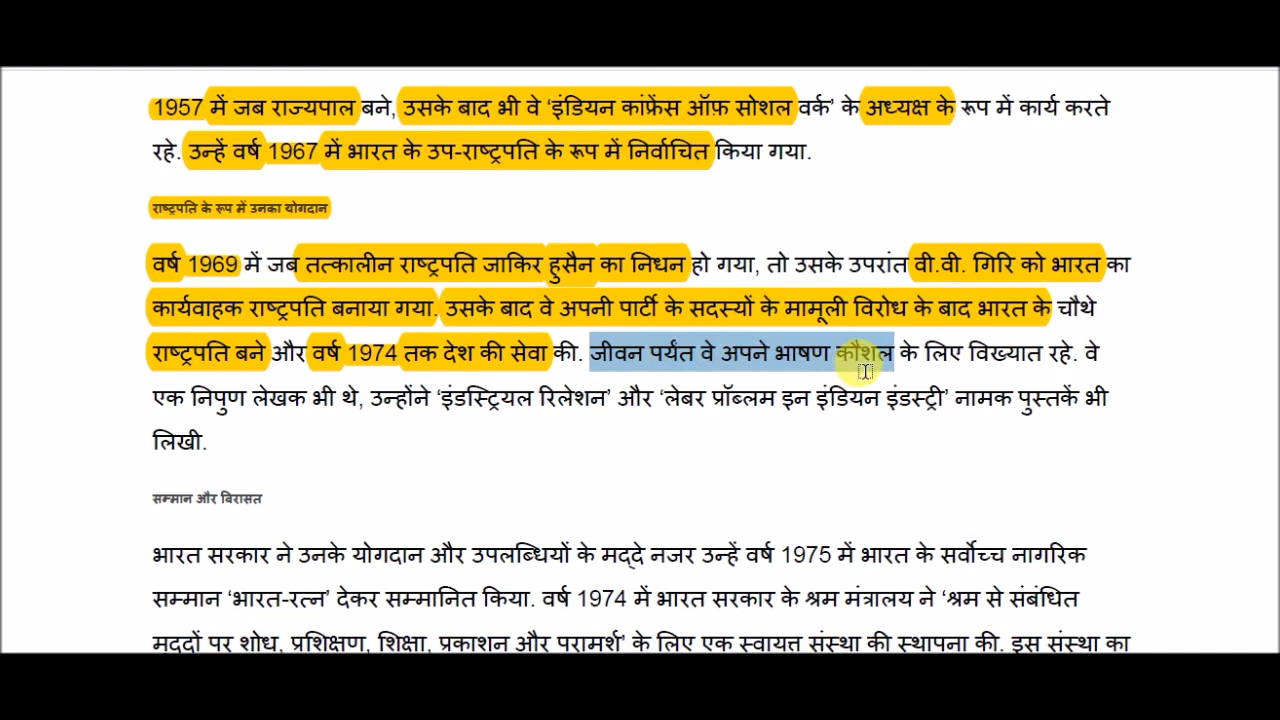 1957 में जब राज्यपाल बने, उसके बाद भी वे ‘इंडियन कांफ्रेंस ऑफ़ सोशल वर्क’ के अध्यक्ष के रूप में कार्य करते
रहे. उन्हें वर्ष 1967 में भारत के उप-राष्ट्रपति के रूप में निर्वाचित किया गया.
राष्ट्रपति के रूप में उनका योगदान
वर्ष 1969 में जब तत्कालीन राष्ट्रपति जाकिर हुसैन का निधन हो गया, तो उसके उपरांत वी.वी. गिरि को भारत का
कार्यवाहक राष्ट्रपति बनाया गया. उसके बाद वे अपनी पार्टी के सदस्यों के मामूली विरोध के बाद भारत के चौथे
राष्ट्रपति बने और वर्ष 1974 तक देश की सेवा की. जीवन पर्यंत वे अपने भाषण कौशल के लिए विख्यात रहे. वे
एक निपुण लेखक भी थे, उन्होंने ‘इंडस्ट्रियल रिलेशन’ और ‘लेबर प्रॉब्लम इन इंडियन इंडस्ट्री’ नामक पुस्तकें भी
लिखी.
सम्मान और विरासत
भारत सरकार ने उनके योगदान और उपलब्धियों के मद्दे नजर उन्हें वर्ष 1975 में भारत के सर्वोच्च नागरिक
सम्मान ‘भारत-रत्न’ देकर सम्मानित किया. वर्ष 1974 में भारत सरकार के श्रम मंत्रालय ने ‘श्रम से संबंधित
मद्दों पर शोध, प्रशिक्षण, शिक्षा, प्रकाशन और परामर्श’ के लिए एक स्वायत्त संस्था की स्थापना की. इस संस्था का